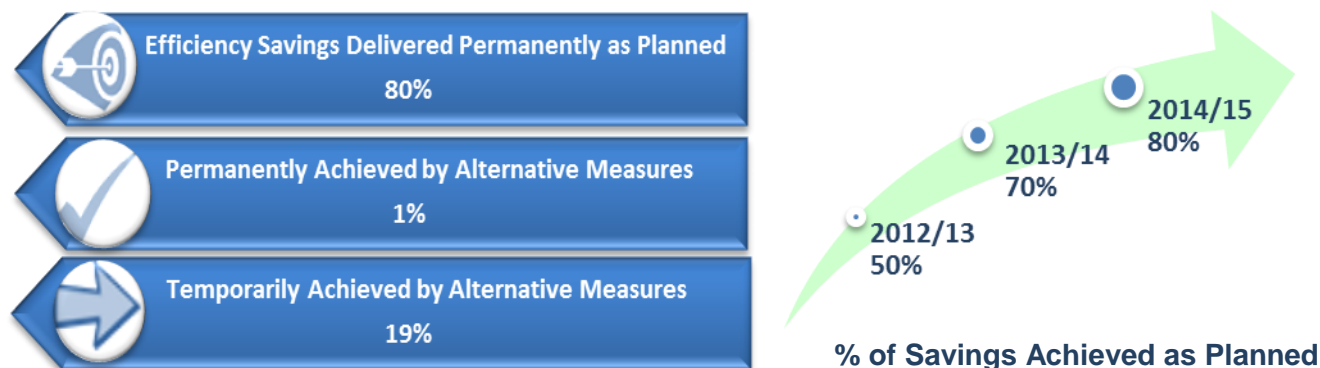 Efficiency Savings Delivered Permanently as Planned
80%
Permanently Achieved by Alternative Measures
1%
Temporarily Achieved by Alternative Measures
19%
2014/15
80%
2013/14
70%
2012/13
50%
% of Savings Achieved as Planned